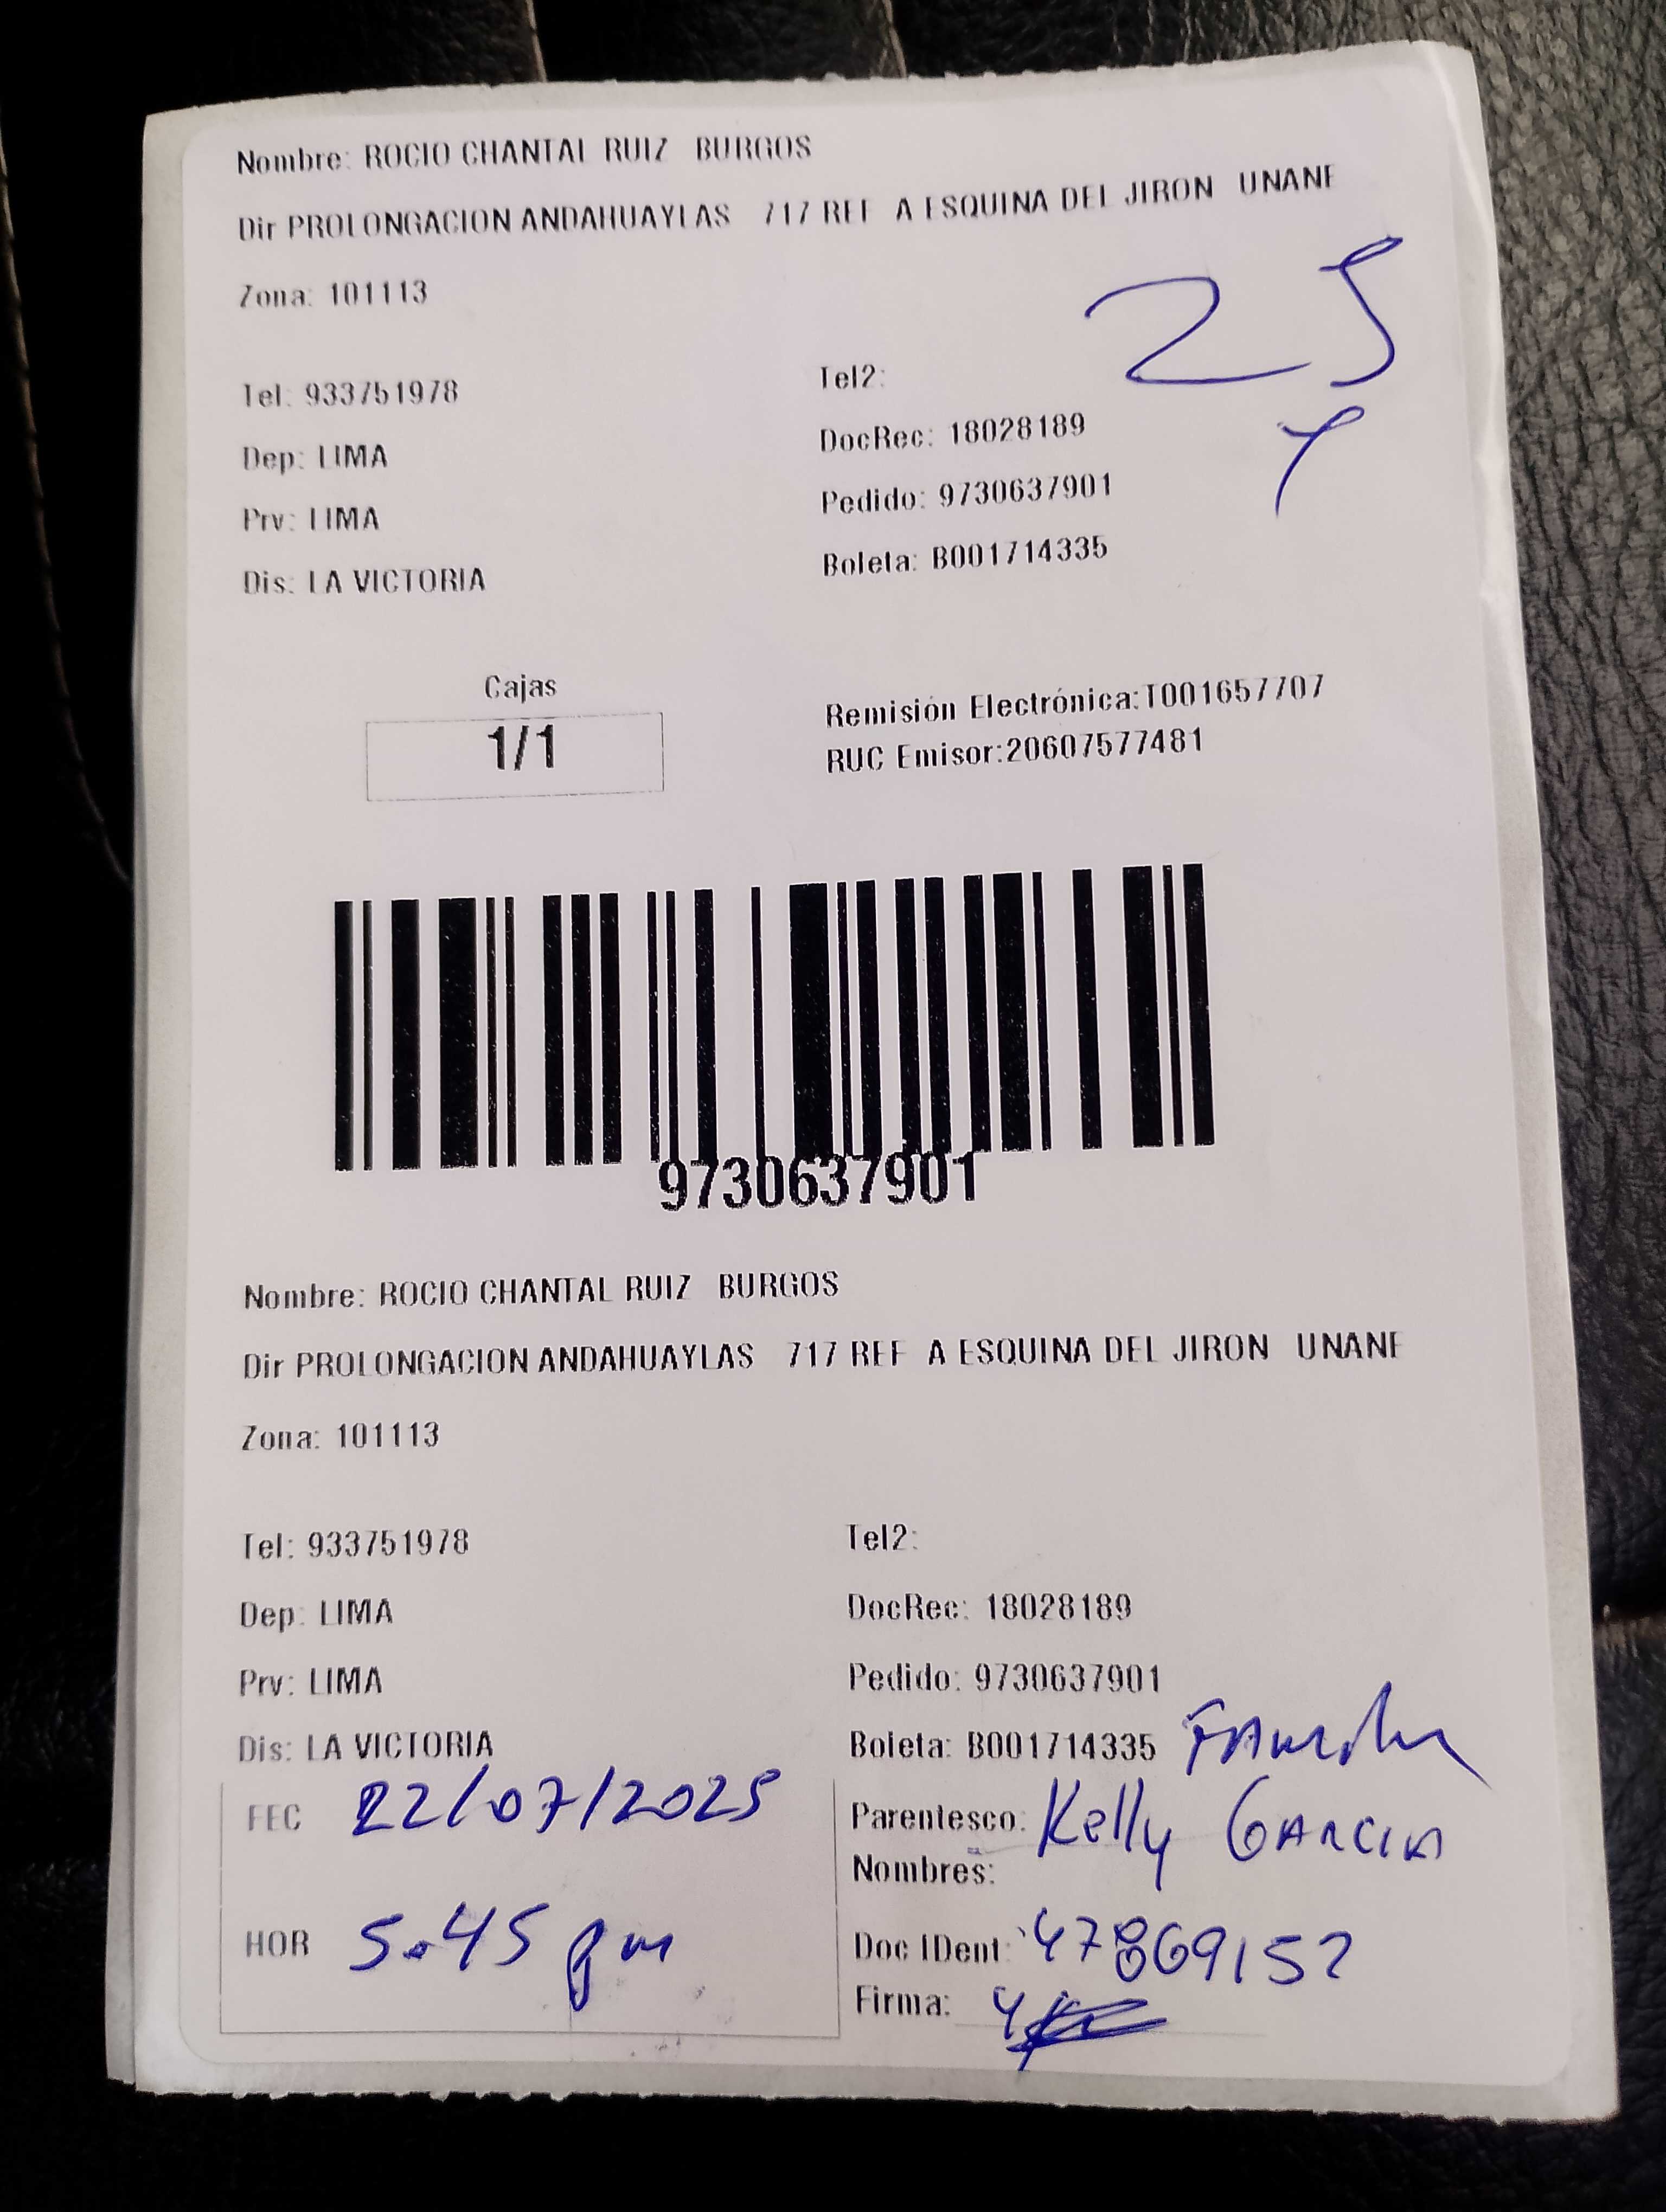 Nombre: ROCIO CHANTAL RUIZ BURGOS
Dir PROLONGACION ANDAHUAYLAS 717 REF A ESQUINA DEL JIRON UNANE
Zona: 101113
25
Tel: 933751978
Tel2:
Dep: LIMA
DocRec: 18028189
Prv: LIMA
Pedido: 9730637901
Dis: LA VICTORIA
Boleta: B001714335
Cajas
1/1
Remisión Electrónica:T001657707
RUC Emisor:20607577481
9730637901
Nombre: ROCIO CHANTAL RUIZ BURGOS
Dir PROLONGACION ANDAHUAYLAS 717 REF A ESQUINA DEL JIRON UNANE
Zona: 101113
Tel: 933751978
Tel2:
Dep: LIMA
DocRec: 18028189
Prv: LIMA
Pedido: 9730637901
Dis: LA VICTORIA
Boleta: B001714335
FEC 22/07/2025
Parentesco: Kelly GARCIA
Nombres:
HOR 5.45 pm
Doc IDent: 47869152
Firma: